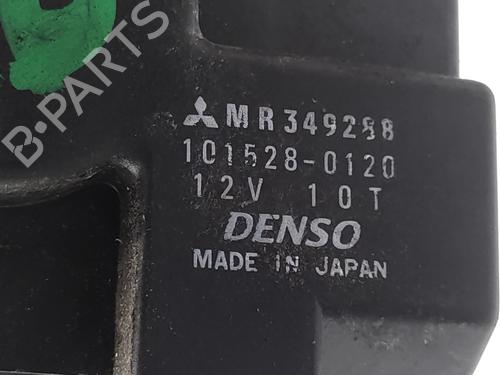 MR349288
101528-0120
12V 10T
DENSO
MADE IN JAPAN
B-PARTS